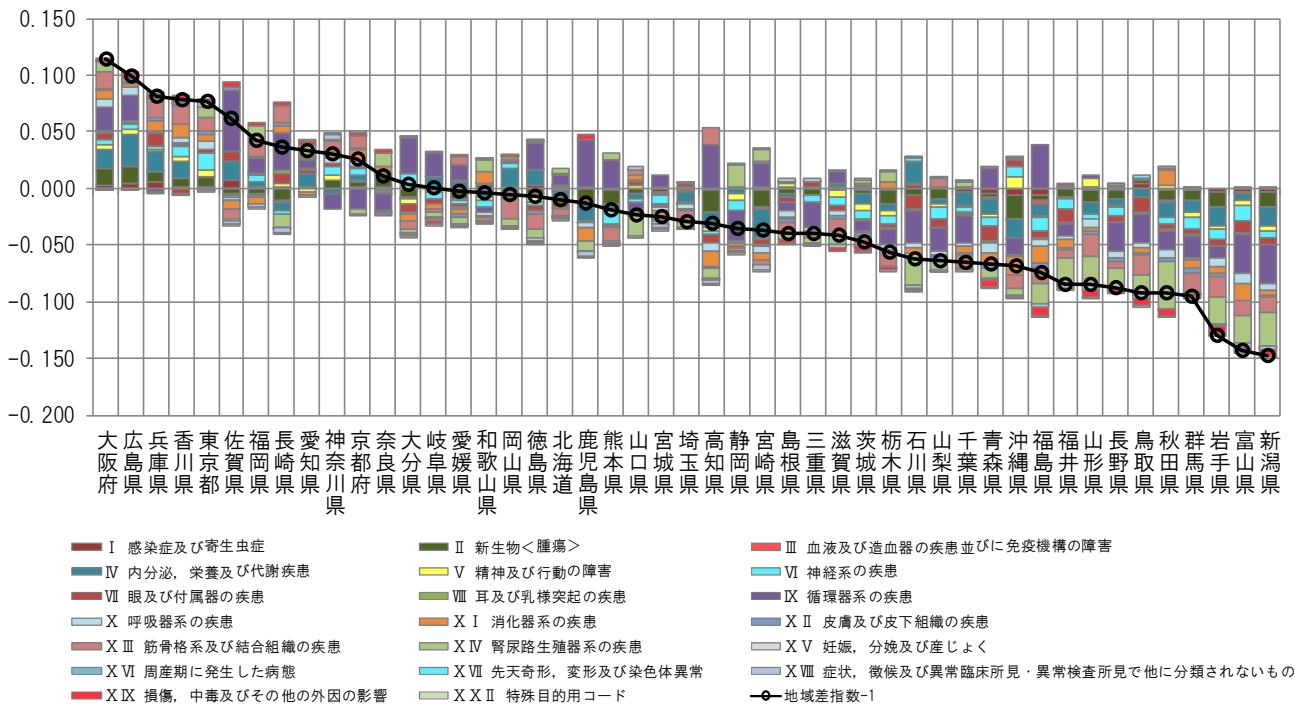 0.150
0.100
0.050
0.000
-0.050
-0.100
-0.150
-0.200
大阪府
広島県
兵庫県
香川県
東京都
佐賀県
福岡県
長崎県
愛知県
神奈川県
京都府
奈良県
大分県
岐阜県
愛媛県
和歌山県
岡山県
徳島県
北海道
鹿児島県
熊本県
山口県
宮城県
埼玉県
高知県
静岡県
宮崎県
島根県
三重県
滋賀県
茨城県
栃木県
石川県
山梨県
千葉県
青森県
沖縄県
福島県
福井県
山形県
長野県
鳥取県
秋田県
群馬県
岩手県
富山県
新潟県
Ⅰ 感染症及び寄生虫症
Ⅱ 新生物<腫瘍>
Ⅲ 血液及び造血器の疾患並びに免疫機構の障害
Ⅳ 内分泌，栄養及び代謝疾患
Ⅴ 精神及び行動の障害
Ⅵ 神経系の疾患
Ⅶ 眼及び付属器の疾患
Ⅷ 耳及び乳様突起の疾患
Ⅸ 循環器系の疾患
Ⅹ 呼吸器系の疾患
ⅩⅠ 消化器系の疾患
ⅩⅡ 皮膚及び皮下組織の疾患
ⅩⅢ 筋骨格系及び結合組織の疾患
ⅩⅣ 腎尿路生殖器系の疾患
ⅩⅤ 妊娠，分娩及び産じょく
ⅩⅥ 周産期に発生した病態
ⅩⅦ 先天奇形，変形及び染色体異常
ⅩⅧ 症状，徴候及び異常臨床所見・異常検査所見で他に分類されないもの
ⅩⅨ 損傷，中毒及びその他の外因の影響
ⅩⅩⅡ 特殊目的用コード
地域差指数-1